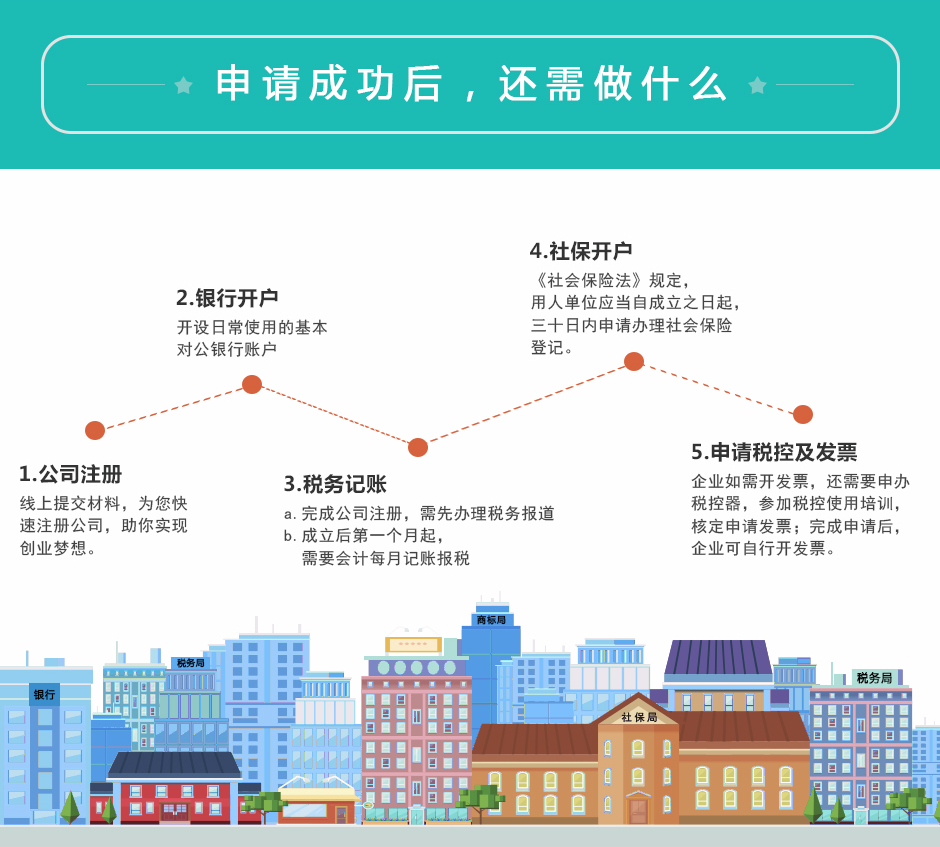 申请成功后，还需做什么
4.社保开户
《社会保险法》规定，
用人单位应当自成立之日起，
三十日内申请办理社会保险
登记。
2.银行开户
开设日常使用的基本
对公银行账户
1.公司注册
线上提交材料，为您快
速注册公司，助你实现
创业梦想。
3.税务记账
a. 完成公司注册，需先办理税务报道
b. 成立后第一个月起，
需要会计每月记账报税
5.申请税控及发票
企业如需开发票，还需要申办
税控器，参加税控使用培训，
核定申请发票；完成申请后，
企业可自行开发票。
商标局
税务局
税务局
银行
社保局